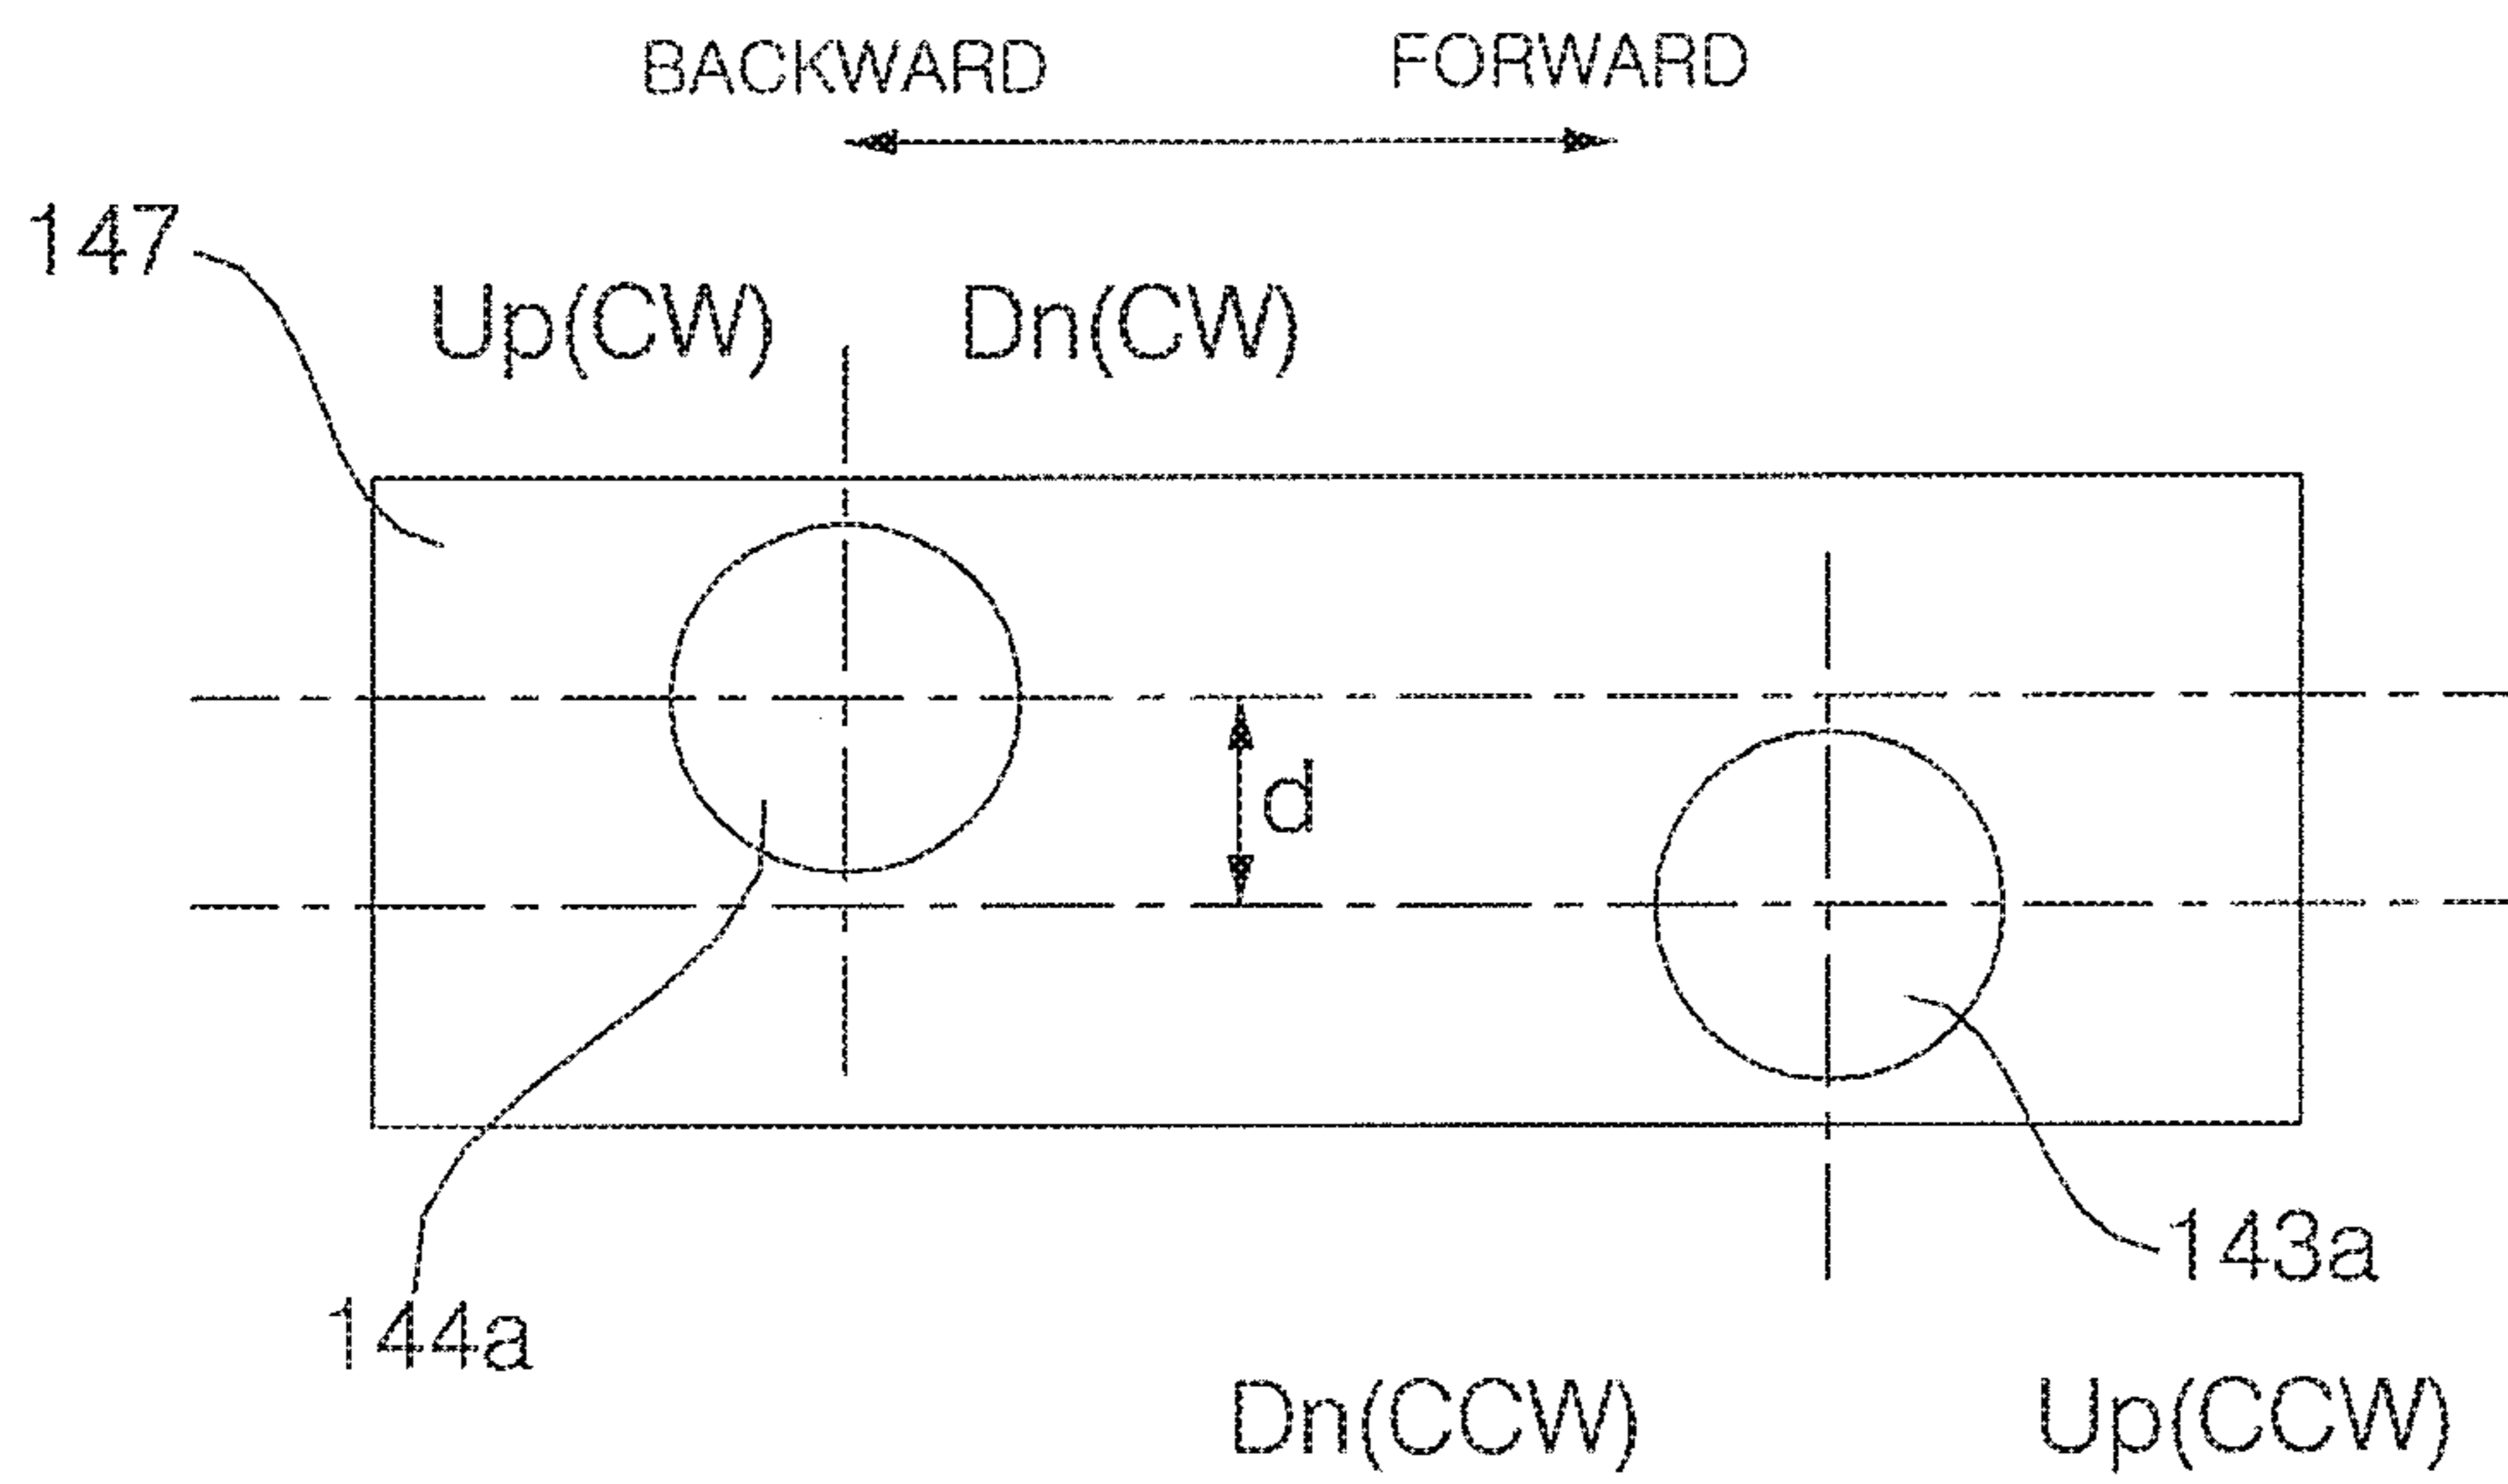 BACKWARD FORWARD
147
Up(CW) Dn(CW)
d
143a
144a
Dn(CCW) Up(CCW)